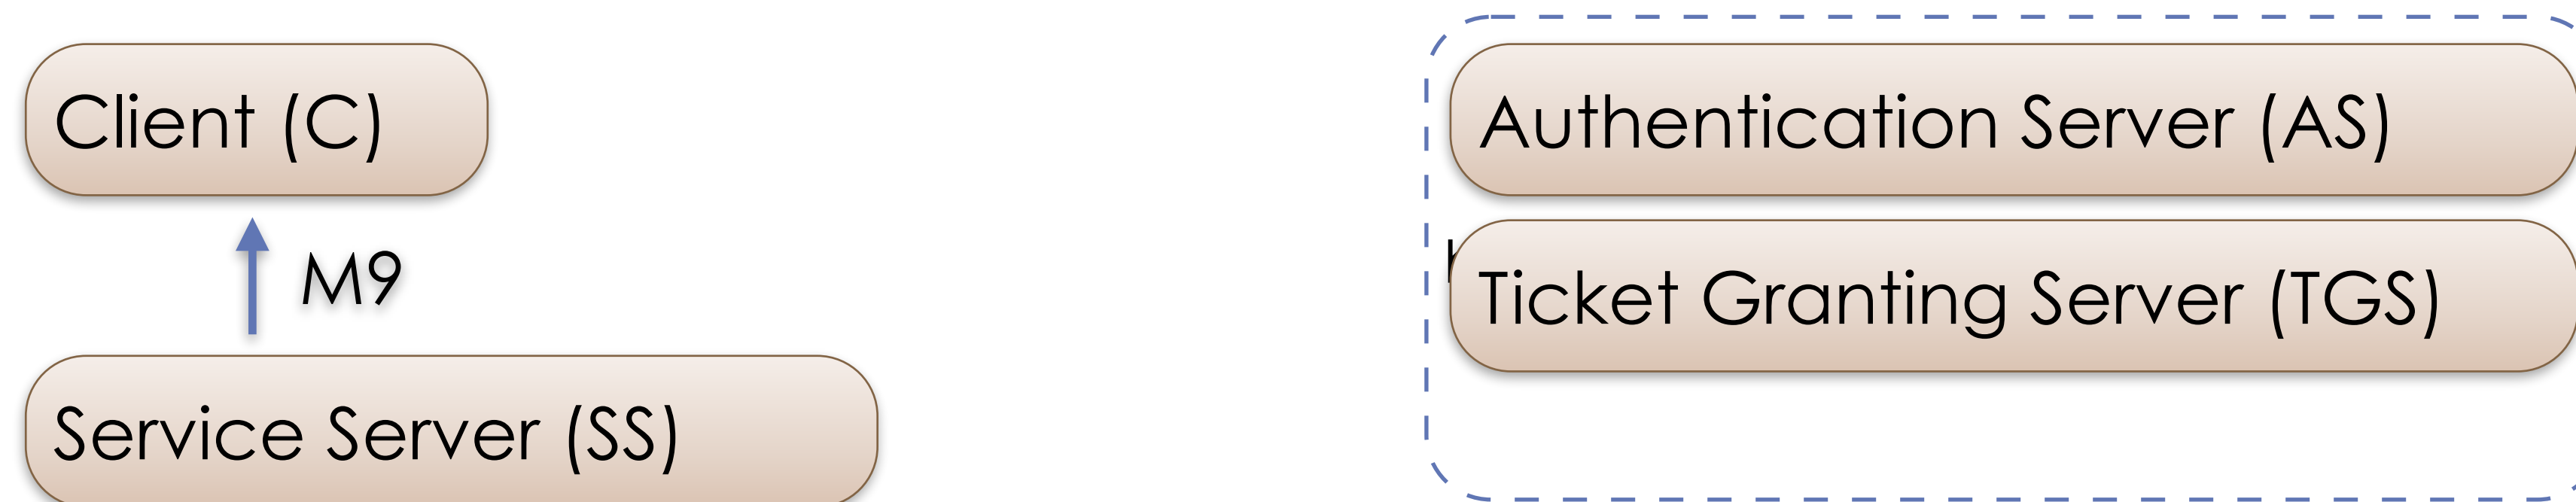 Client (C)
Authentication Server (AS)
M9
Ticket Granting Server (TGS)
Service Server (SS)